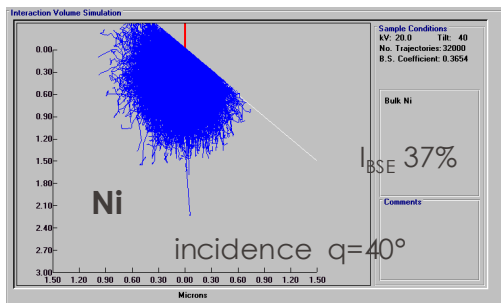 Interaction Volume Simulation
Sample Conditions
kV: 20.0 Tilt: 40
No. Trajectories:32000
B.S. Coefficient: 0.3654
Bulk Ni
I_BSE 37%
Comments
Ni
incidence q=40°
0.00
0.30
0.60
0.90
1.20
1.50
1.80
2.10
2.40
2.70
3.00
1.50 1.20 0.90 0.60 0.30 0.00 0.30 0.60 0.90 1.20 1.50
Microns